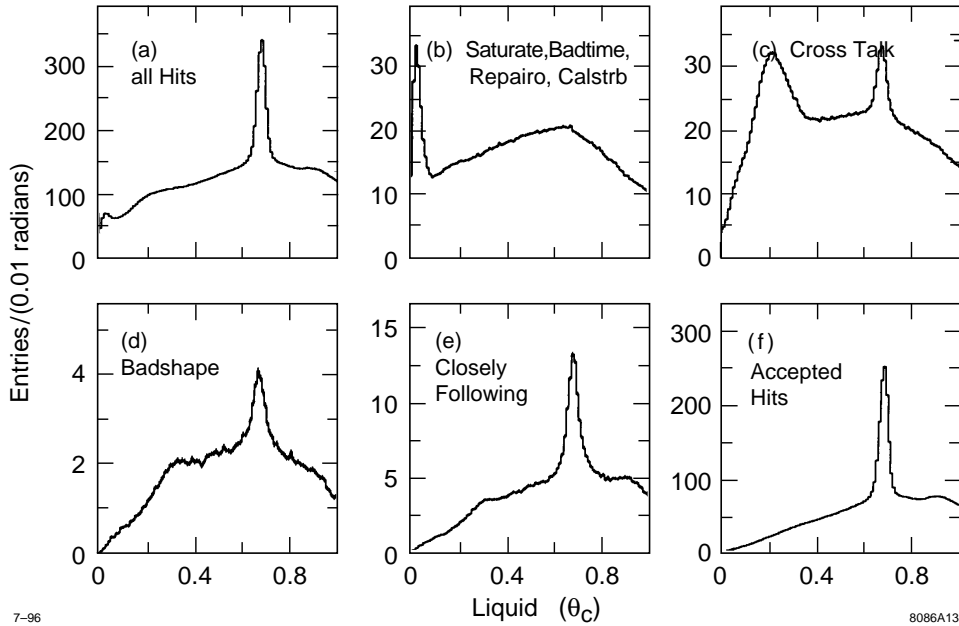 (a)
all Hits
(b) Saturate,Badtime,
Repairo, Calstrb
(c) Cross Talk
300
200
100
0
30
20
10
0
30
20
10
0
Entries/(0.01 radians)
(d)
Badshape
(e)
Closely
Following
(f)
Accepted
Hits
4
2
0
15
10
5
0
300
200
100
0
0 0.4 0.8
0 0.4 0.8
0 0.4 0.8
Liquid (θc)
7–96
8086A13